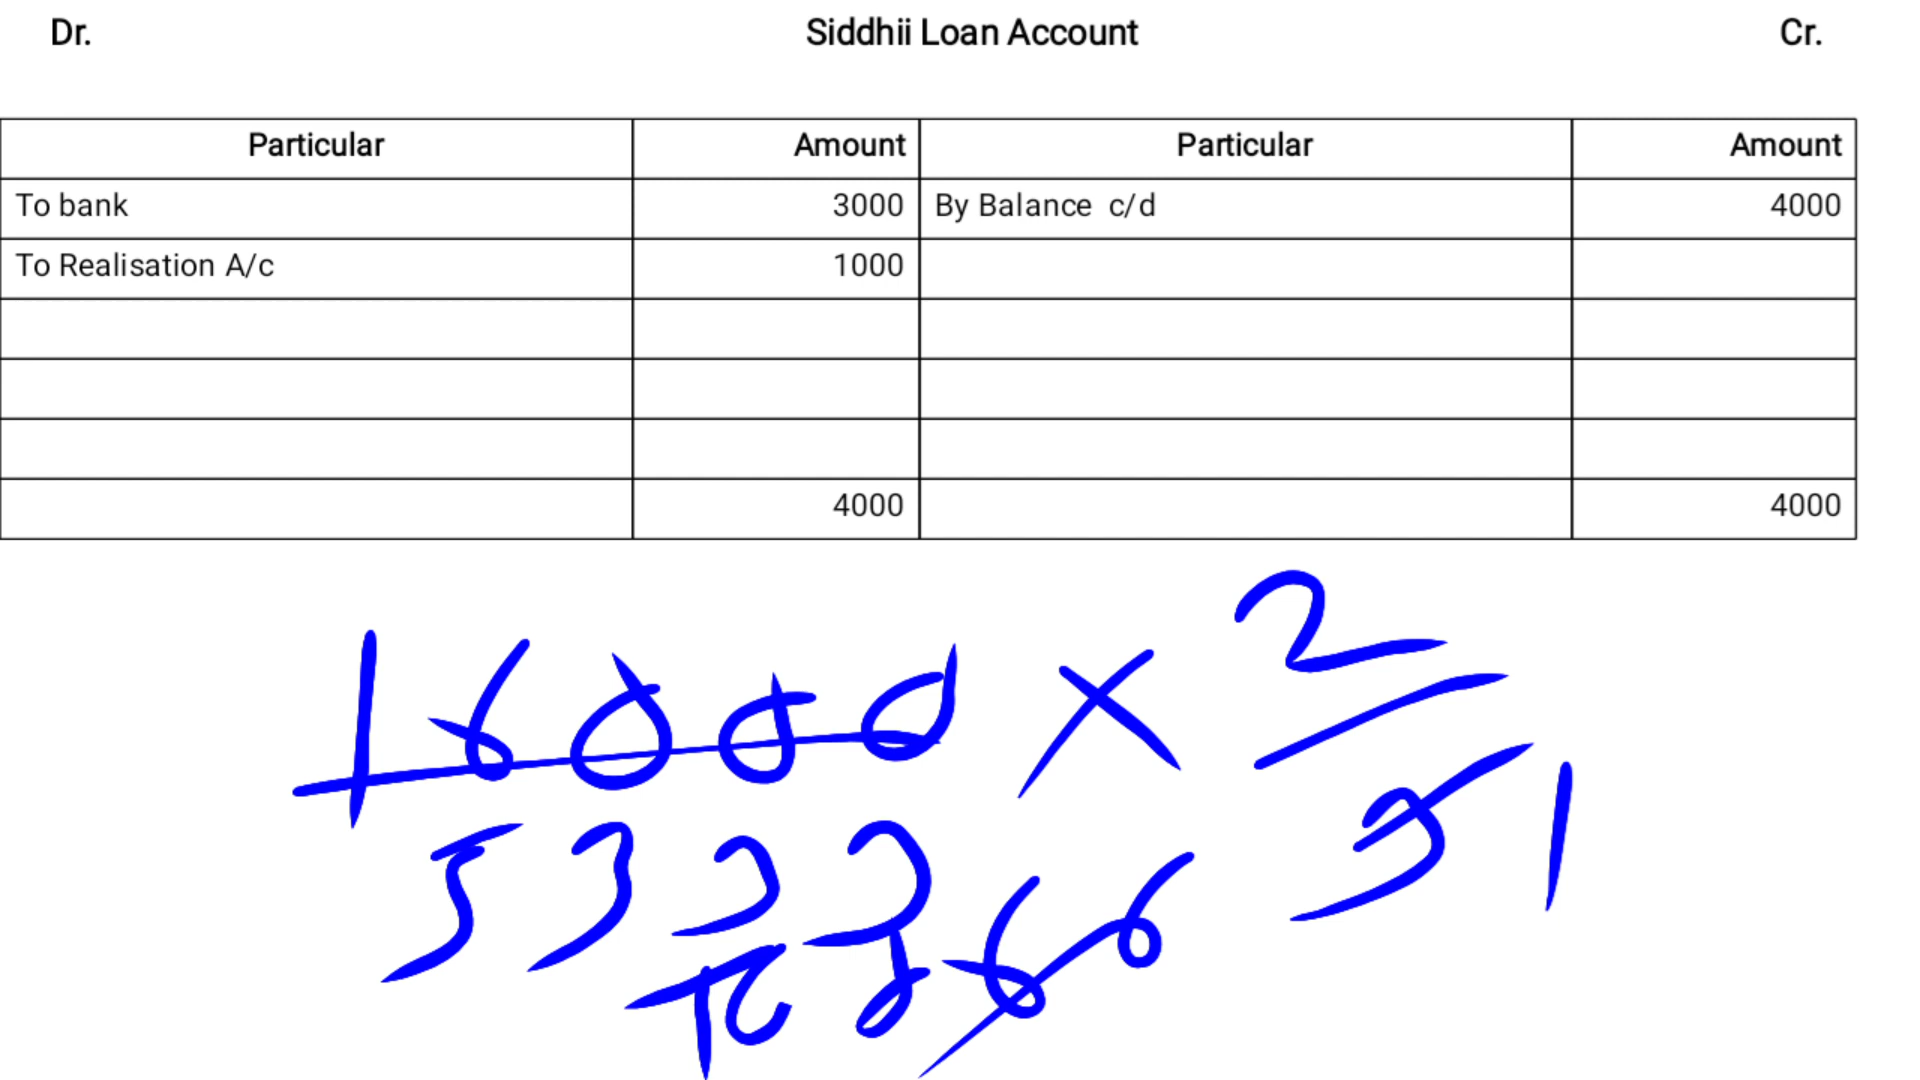 Dr. Siddhii Loan Account Cr.
Particular Amount Particular Amount
To bank 3000 By Balance c/d 4000
To Realisation A/c 1000
4000 4000
16000 × 2
3 1
5333